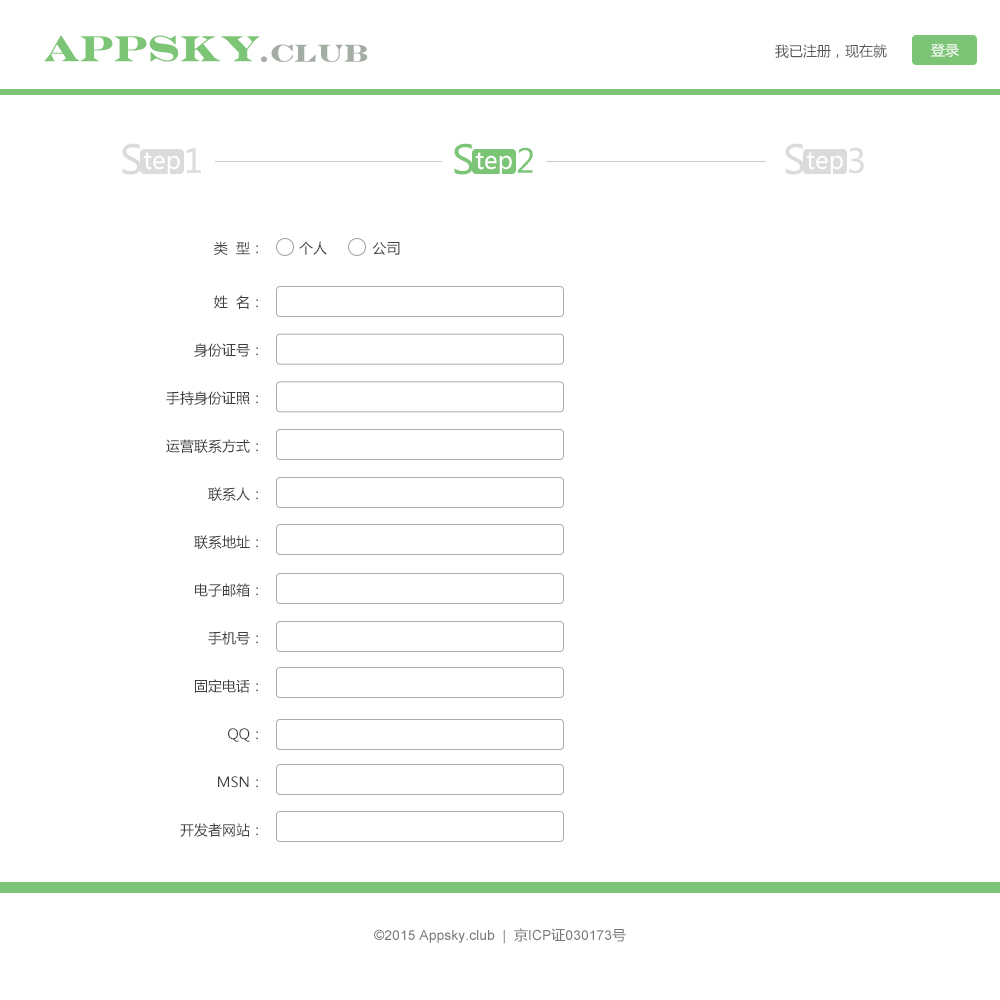 APPSKY.CLUB
我已注册，现在就 登录
Step1 Step2 Step3
类 型： 个人 公司
姓 名：
身份证号：
手持身份证照：
运营联系方式：
联系人：
联系地址：
电子邮箱：
手机号：
固定电话：
QQ：
MSN：
开发者网站：
©2015 Appsky.club | 京ICP证030173号